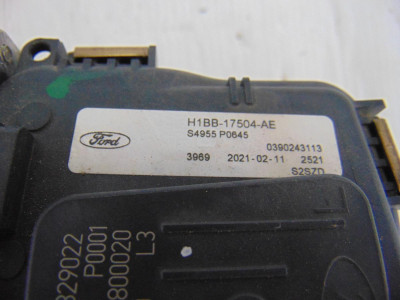 H1BB-17504-AE
S4955 P0645
Ford
0390243113
3969 2021-02-11 2521
S2SZD
329022
P0001
800020
L3